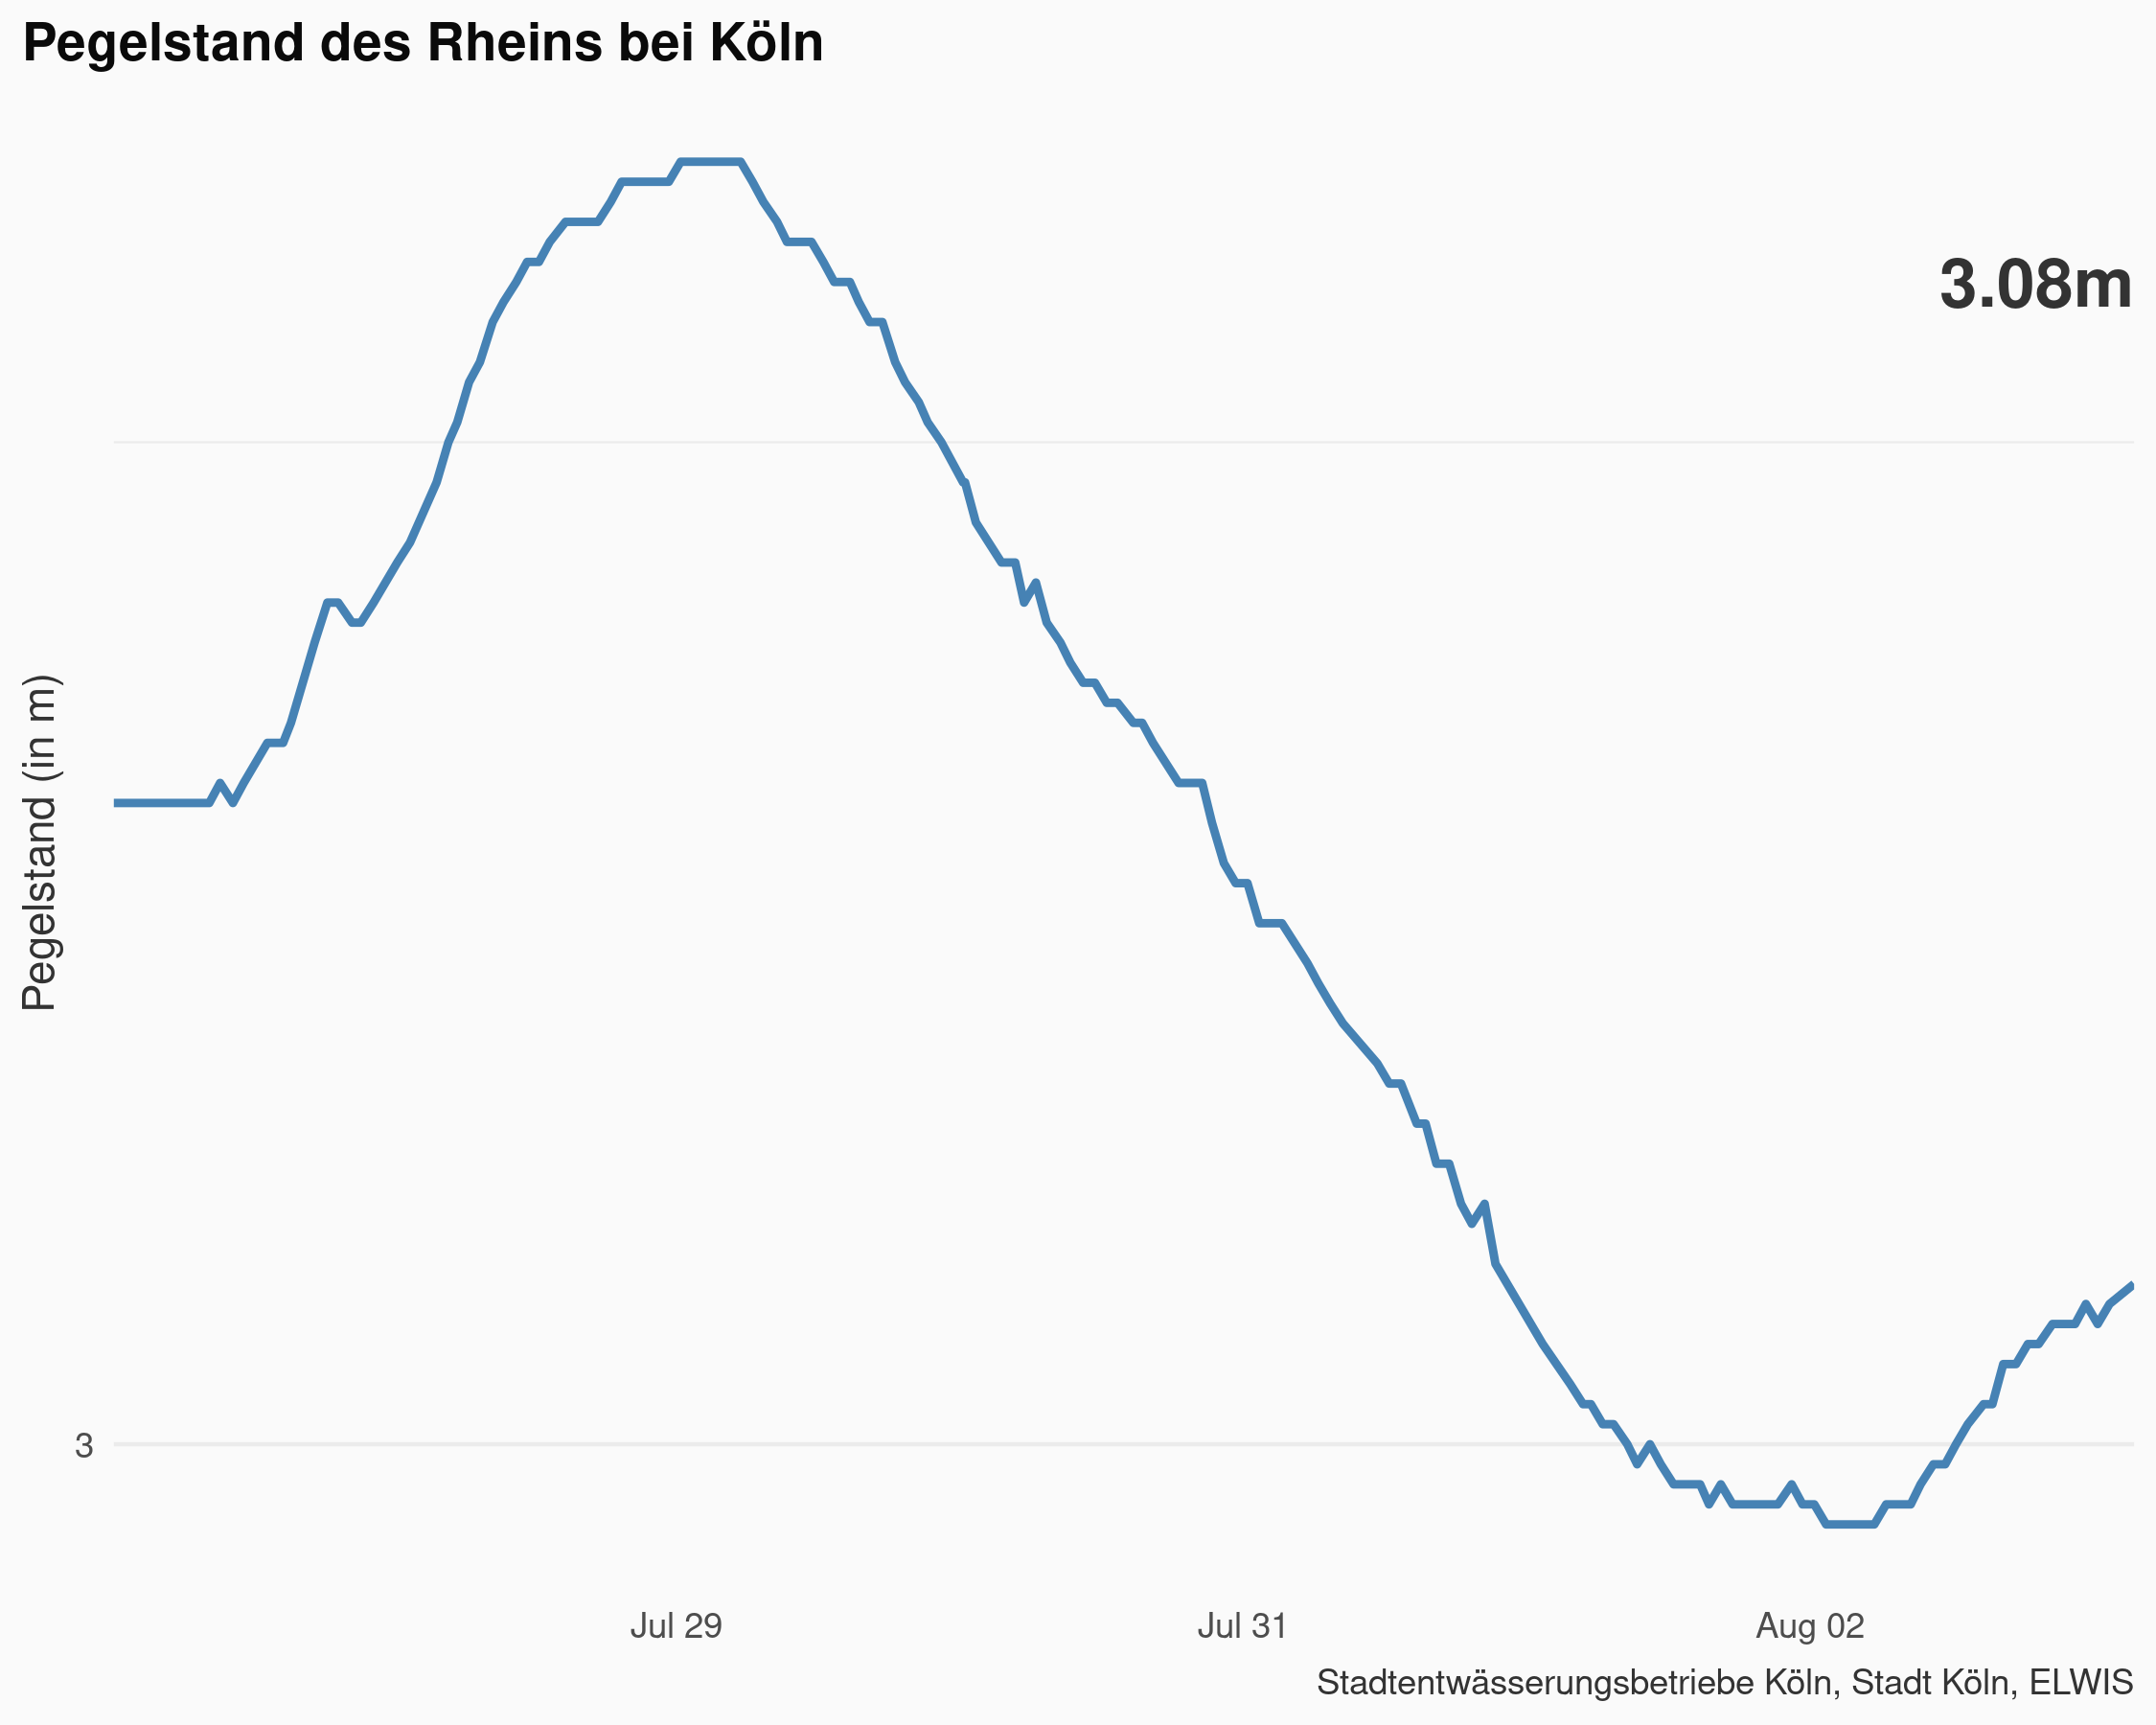 Pegelstand des Rheins bei Köln
3.08m
Pegelstand (in m)
3
Jul 29
Jul 31
Aug 02
Stadtentwässerungsbetriebe Köln, Stadt Köln, ELWIS